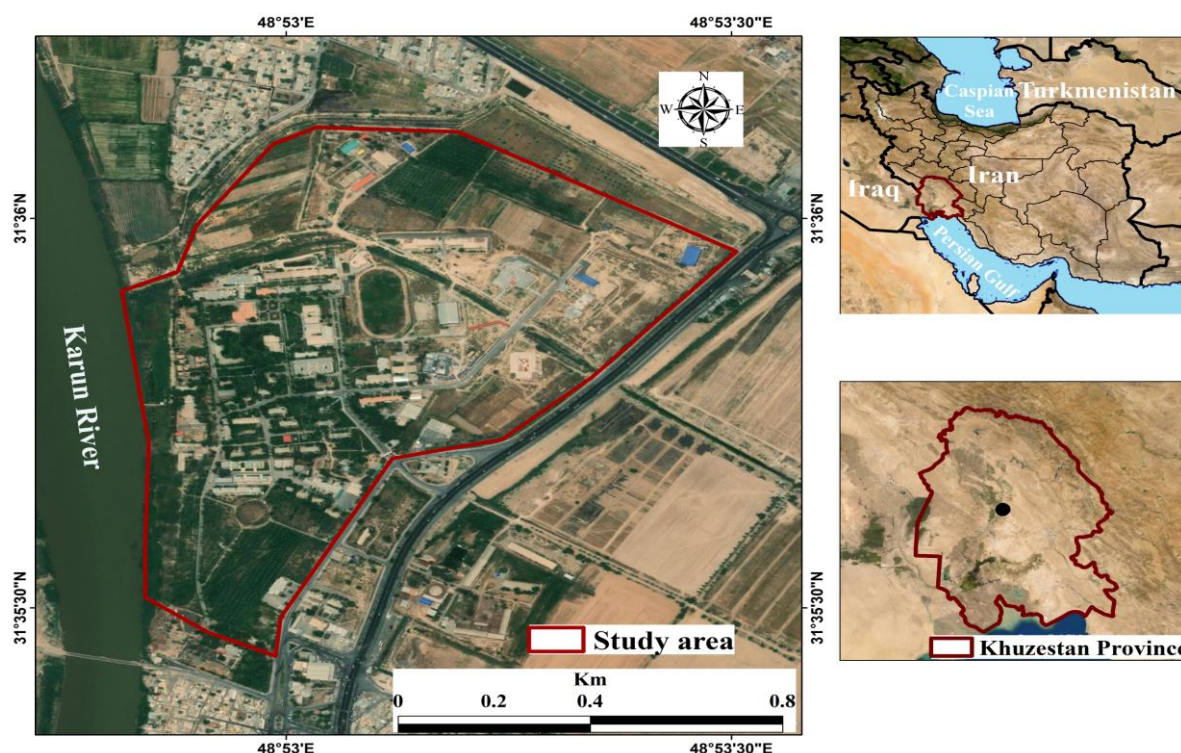 48°53'E
48°53'30"E
N
W
E
S
31°36'N
31°36'N
Karun River
31°35'30"N
31°35'30"N
Study area
Km
0
0.2
0.4
0.8
48°53'E
48°53'30"E
Caspian
Sea
Turkmenistan
Iraq
Iran
Persian Gulf
Khuzestan Province